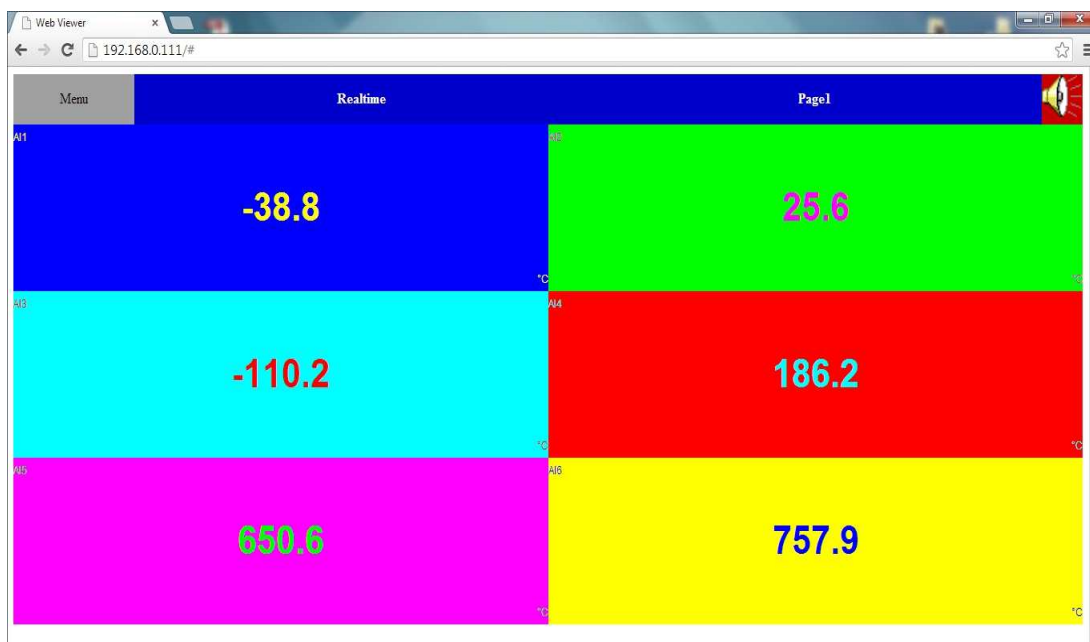 Web Viewer
192.168.0.111/#
Menu Realtime Page1
AI1
-38.8
°C
AI2
25.6
°C
AI3
-110.2
°C
AI4
186.2
°C
AI5
650.6
°C
AI6
757.9
°C